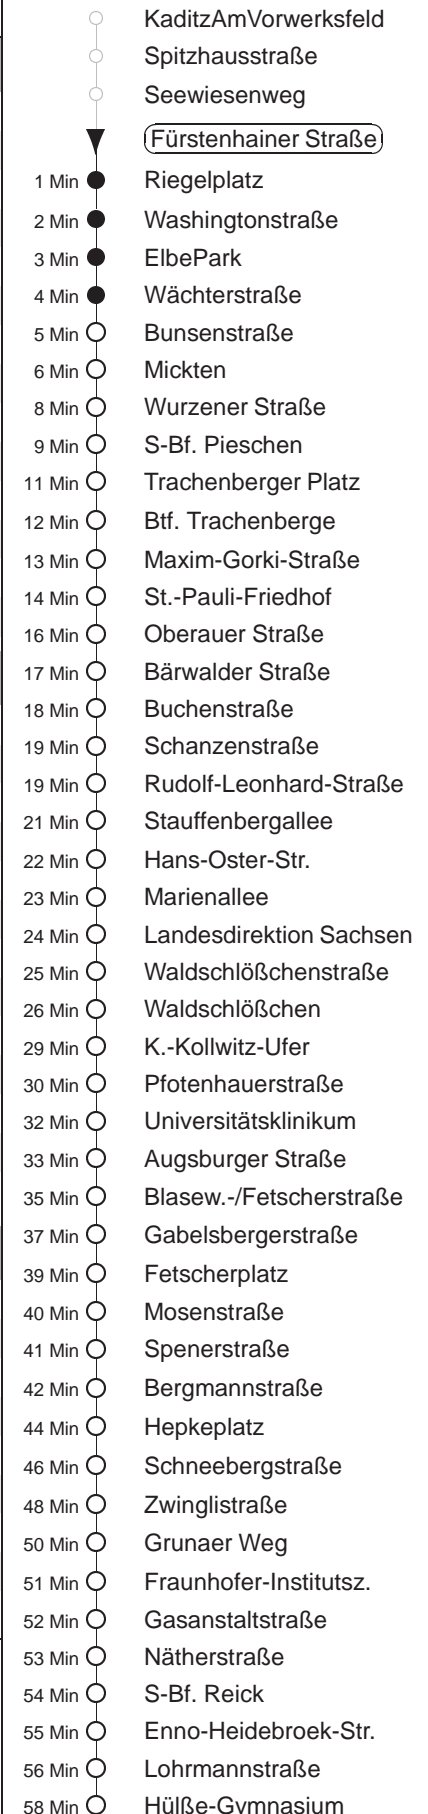 KaditzAmVorwerksfeld
Spitzhausstraße
Seewiesenweg
Fürstenhainer Straße
1 Min Riegelplatz
2 Min Washingtonstraße
3 Min ElbePark
4 Min Wächterstraße
5 Min Bunsenstraße
6 Min Mickten
8 Min Wurzener Straße
9 Min S-Bf. Pieschen
11 Min Trachenberger Platz
12 Min Btf. Trachenberge
13 Min Maxim-Gorki-Straße
14 Min St.-Pauli-Friedhof
16 Min Oberauer Straße
17 Min Bärwalder Straße
18 Min Buchenstraße
19 Min Schanzenstraße
19 Min Rudolf-Leonhard-Straße
21 Min Stauffenbergallee
22 Min Hans-Oster-Str.
23 Min Marienallee
24 Min Landesdirektion Sachsen
25 Min Waldschlößchenstraße
26 Min Waldschlößchen
29 Min K.-Kollwitz-Ufer
30 Min Pfotenhauerstraße
32 Min Universitätsklinikum
33 Min Augsburger Straße
35 Min Blasew.-/Fetscherstraße
37 Min Gabelsbergerstraße
39 Min Fetscherplatz
40 Min Mosenstraße
41 Min Spenerstraße
42 Min Bergmannstraße
44 Min Hepkeplatz
46 Min Schneebergstraße
48 Min Zwinglistraße
50 Min Grunaer Weg
51 Min Fraunhofer-Institutsz.
52 Min Gasanstaltstraße
53 Min Nätherstraße
54 Min S-Bf. Reick
55 Min Enno-Heidebroek-Str.
56 Min Lohrmannstraße
58 Min Hülße-Gymnasium